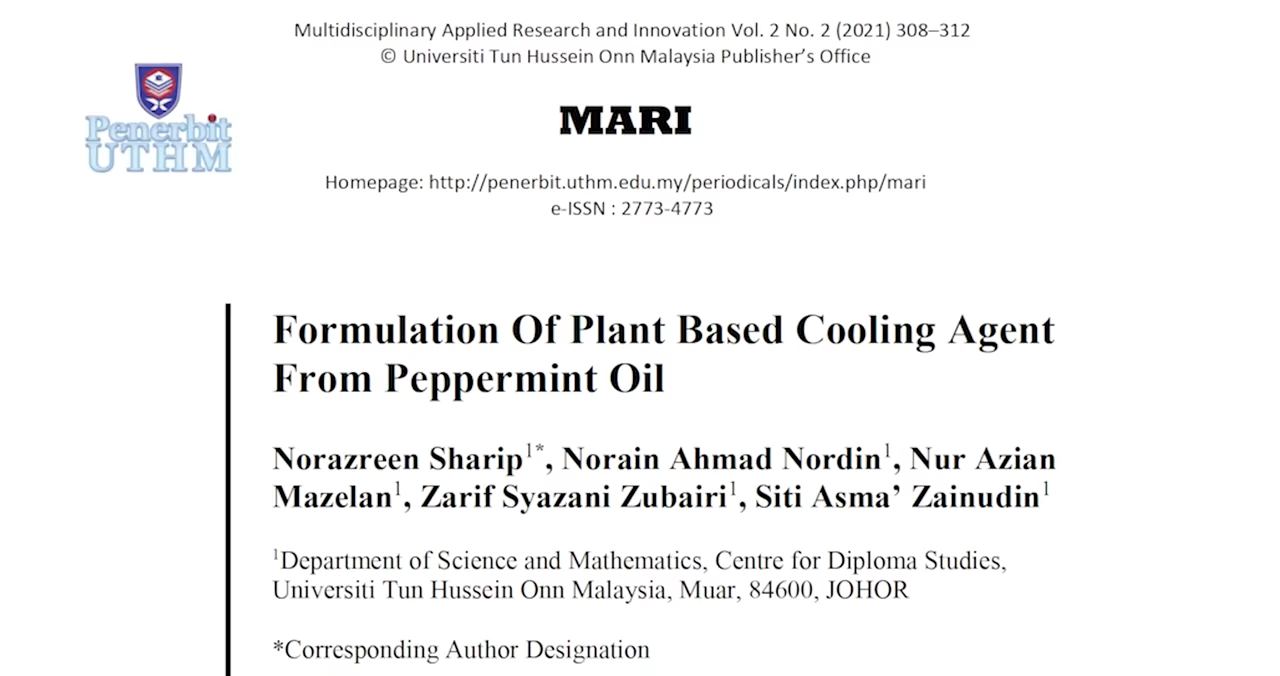 Multidisciplinary Applied Research and Innovation Vol. 2 No. 2 (2021) 308–312
© Universiti Tun Hussein Onn Malaysia Publisher’s Office
Penerbit
UTHM
MARI
Homepage: http://penerbit.uthm.edu.my/periodicals/index.php/mari
e-ISSN : 2773-4773
Formulation Of Plant Based Cooling Agent
From Peppermint Oil
Norazreen Sharip1*, Norain Ahmad Nordin1, Nur Azian
Mazelan1, Zarif Syazani Zubairi1, Siti Asma’ Zainudin1
1Department of Science and Mathematics, Centre for Diploma Studies,
Universiti Tun Hussein Onn Malaysia, Muar, 84600, JOHOR
*Corresponding Author Designation